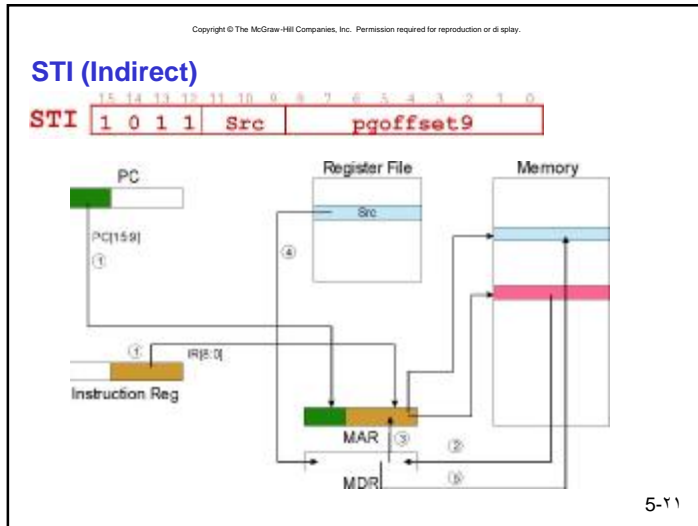 Copyright © The McGraw-Hill Companies, Inc. Permission required for reproduction or di splay.
STI (Indirect)
15 14 13 12 11 10 9 8 7 6 5 4 3 2 1 0
STI 1 0 1 1 Src pgoffset9
PC
Register File
Memory
Src
PC[15:9]
④
①
① IR[8:0]
Instruction Reg
MAR ③ ②
MDR ⑤
5-۲۱